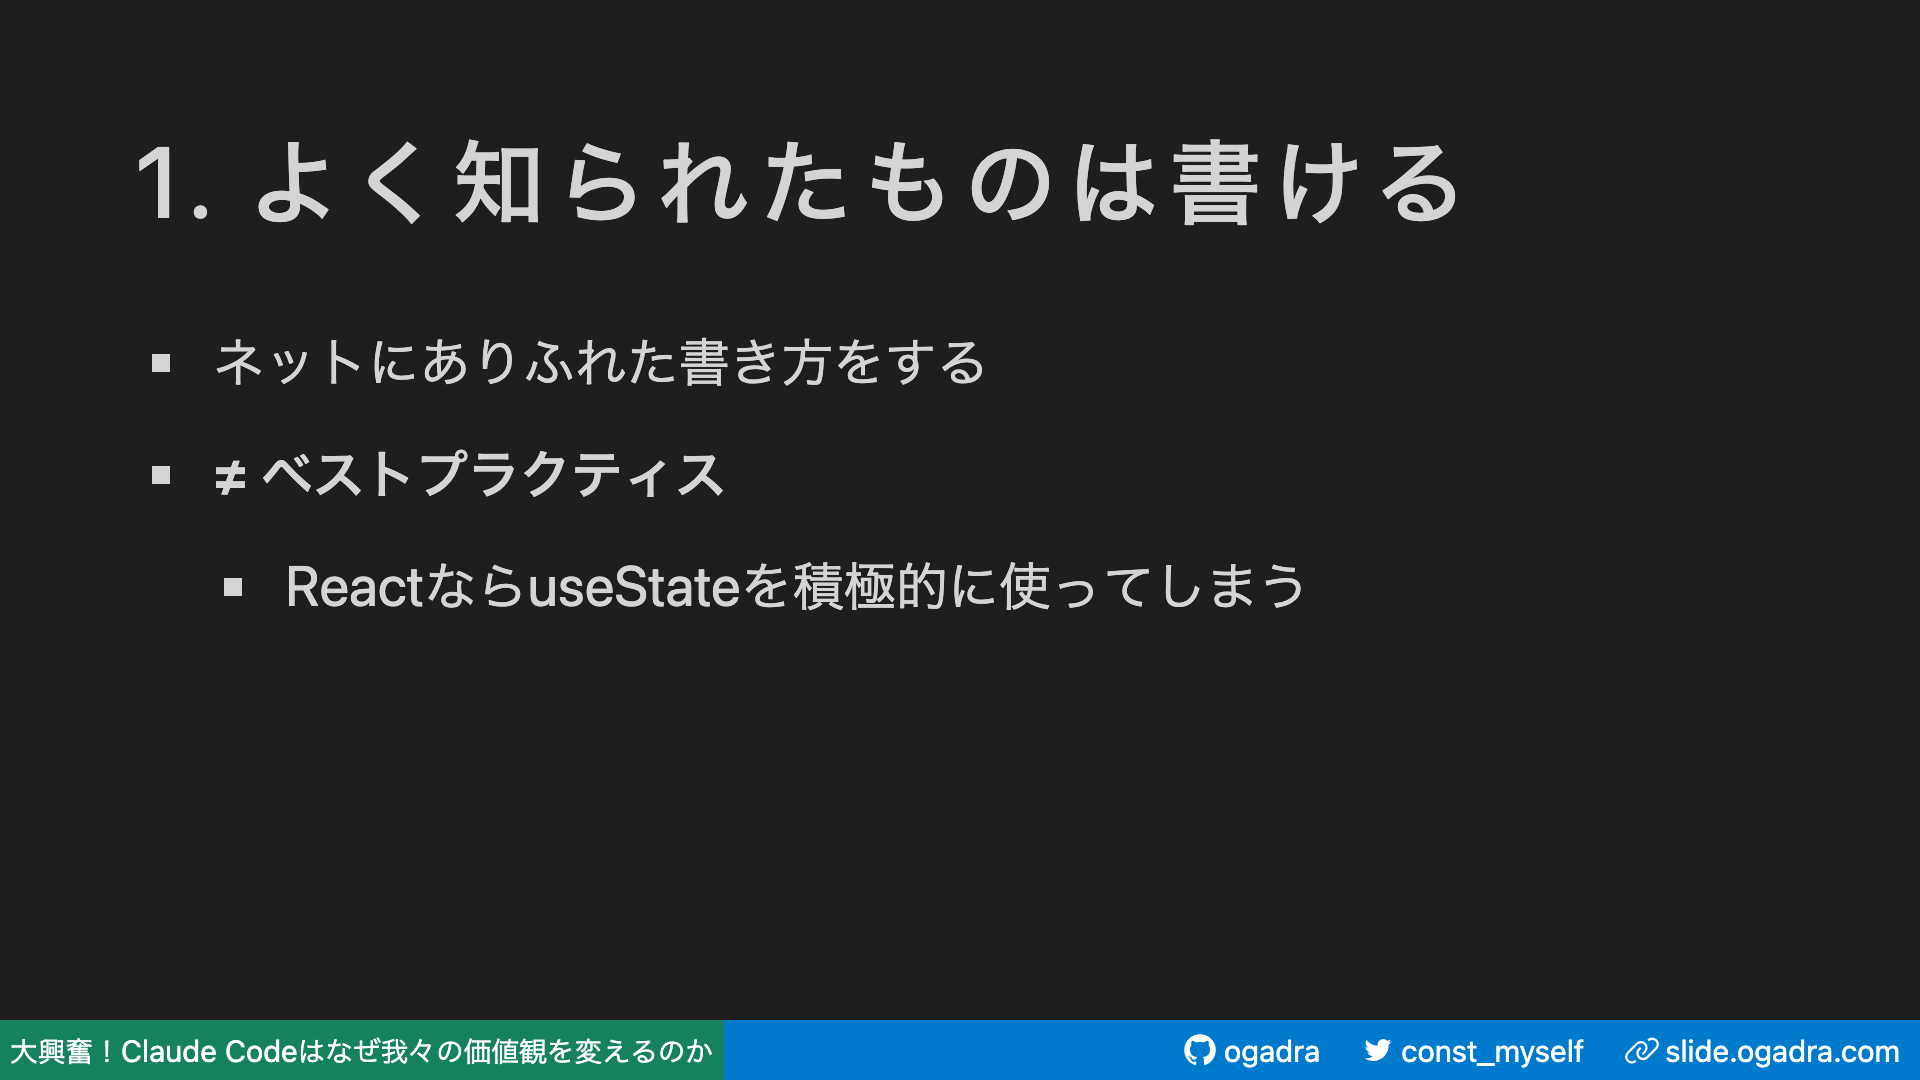 1. よく知られたものは書ける
ネットにありふれた書き方をする
≠ ベストプラクティス
ReactならuseStateを積極的に使ってしまう
大興奮！Claude Codeはなぜ我々の価値観を変えるのか
ogadra
const_myself
slide.ogadra.com